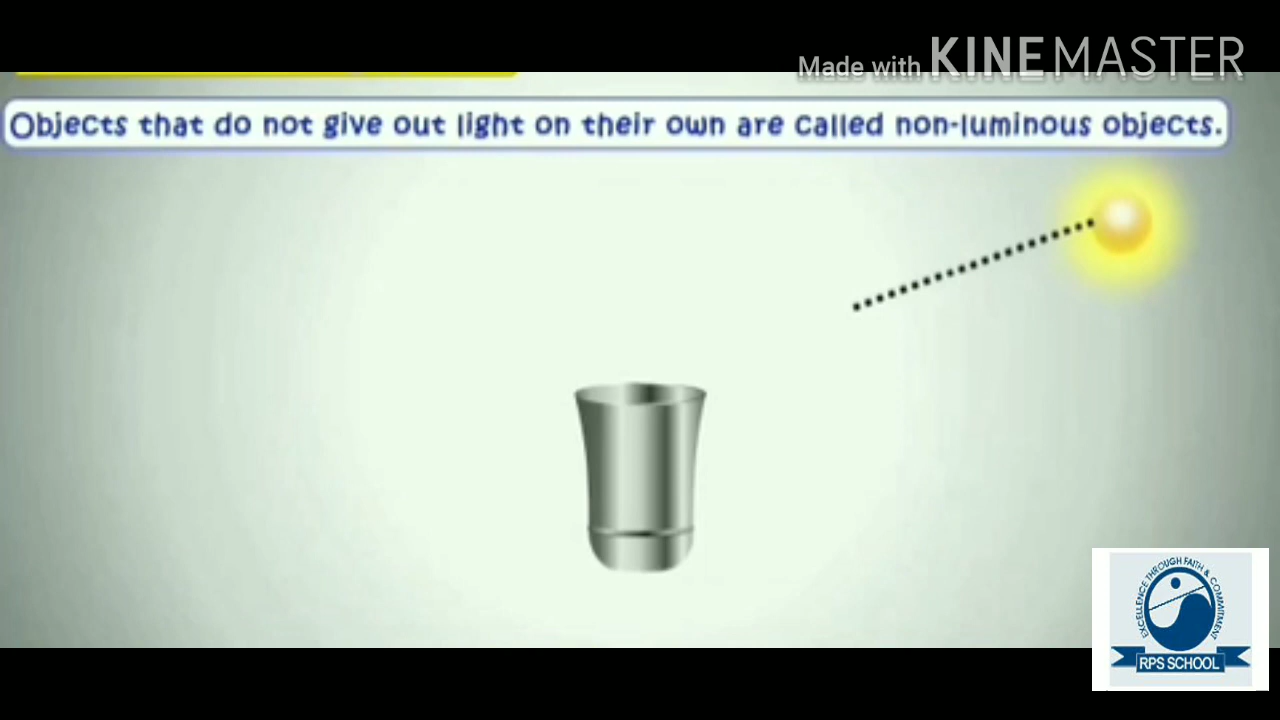 Made with KINEMASTER
Objects that do not give out light on their own are called non-luminous objects.
EXCELLENCE THROUGH FAITH & COMMITMENT
RPS SCHOOL